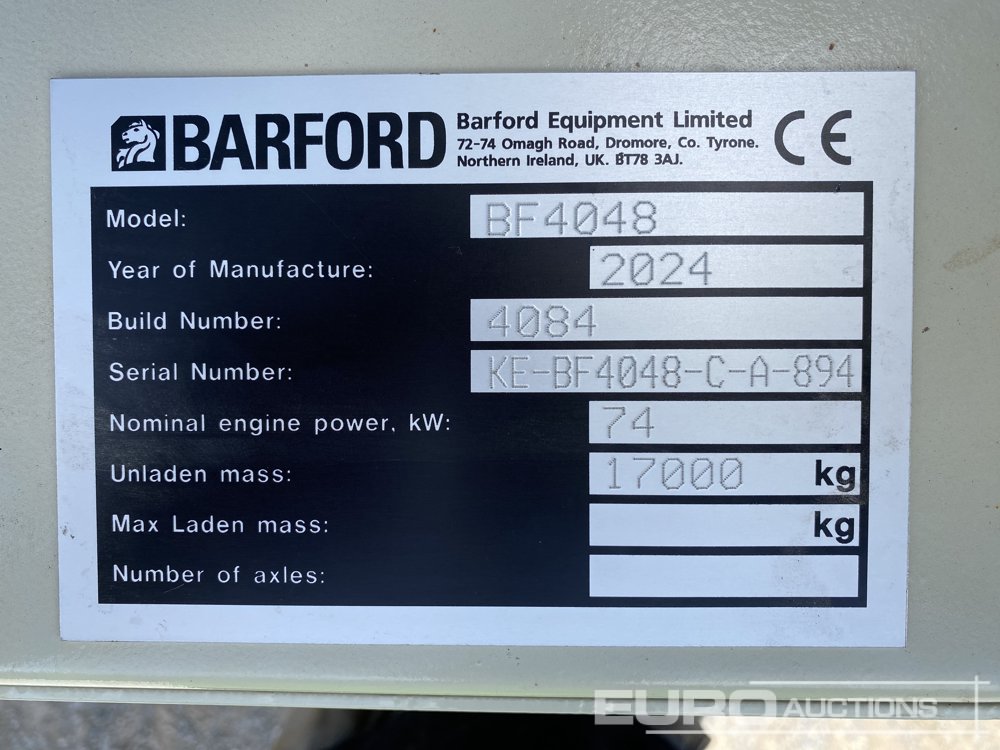 BARFORD
Barford Equipment Limited
72-74 Omagh Road, Dromore, Co. Tyrone.
Northern Ireland, UK. BT78 3AJ.
CE
Model: BF4048
Year of Manufacture: 2024
Build Number: 4084
Serial Number: KE-BF4048-C-A-894
Nominal engine power, kW: 74
Unladen mass: 17000 kg
Max Laden mass: kg
Number of axles:
EURO AUCTIONS